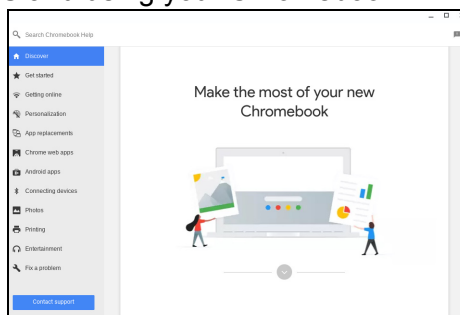 Search Chromebook Help
Discover
Get started
Getting online
Personalization
App replacements
Chrome web apps
Android apps
Connecting devices
Photos
Printing
Entertainment
Fix a problem
Contact support
Make the most of your new
Chromebook